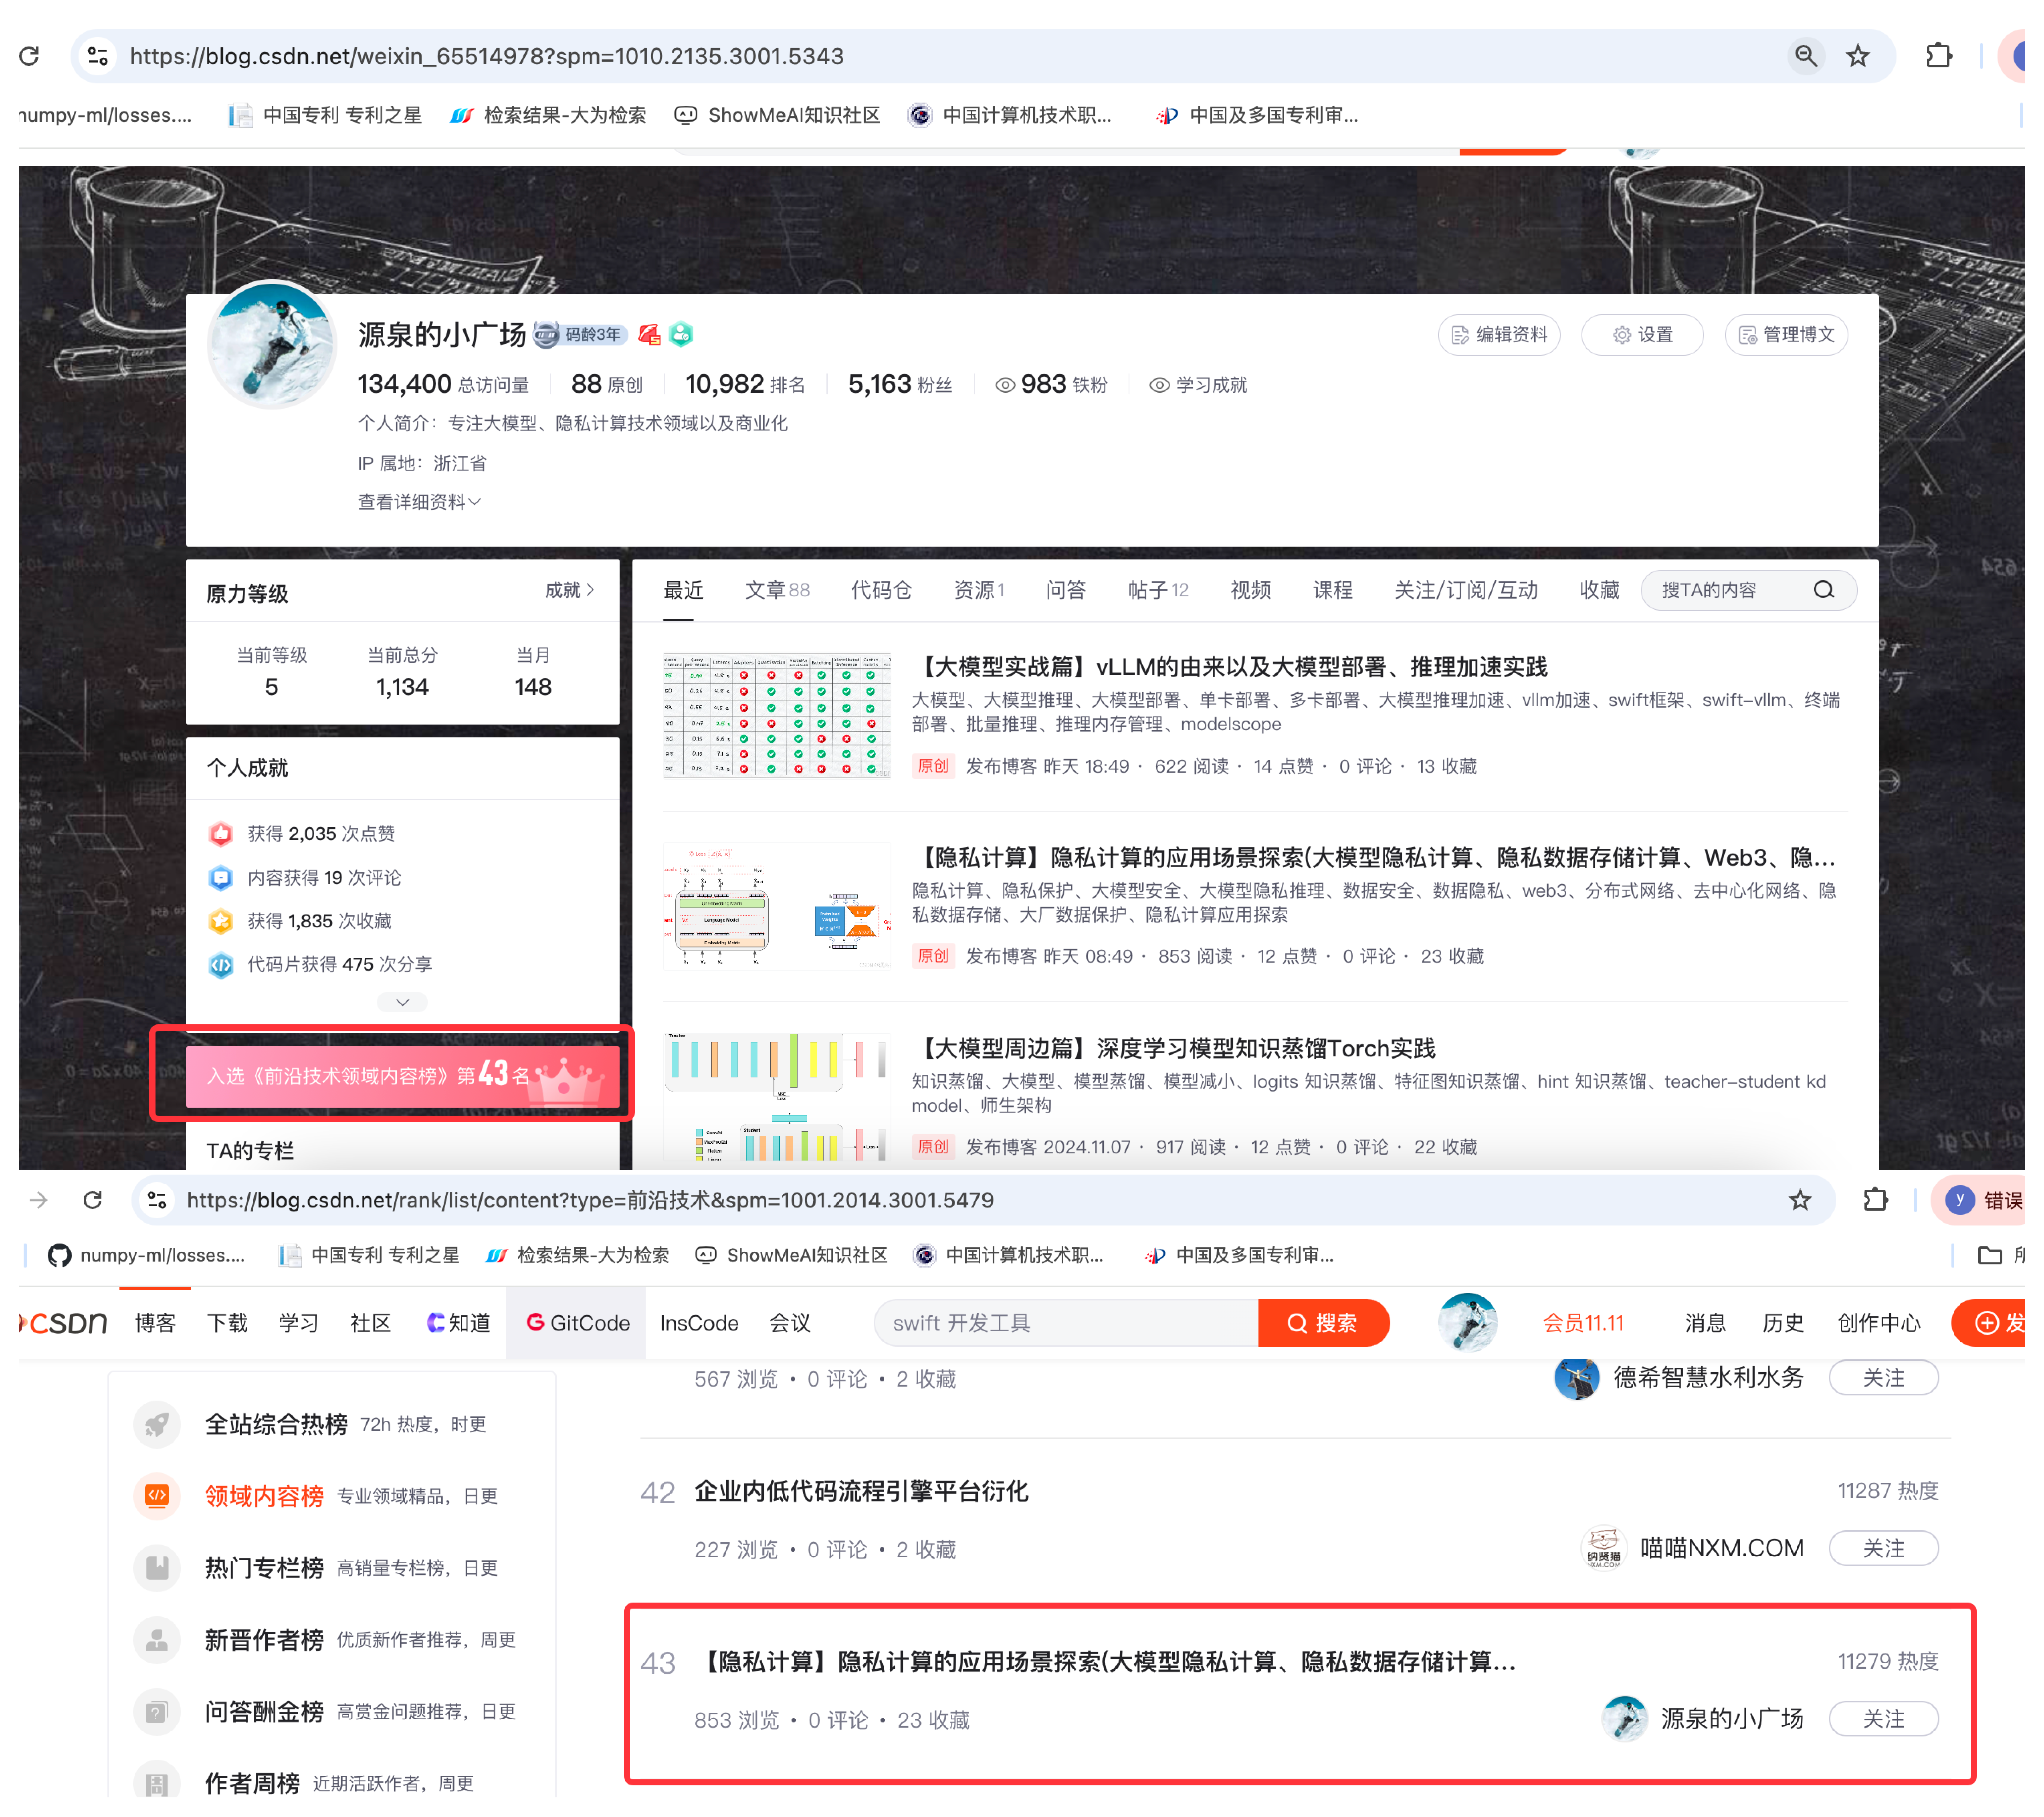 https://blog.csdn.net/weixin_65514978?spm=1010.2135.3001.5343
numpy-ml/losses.... 中国专利 专利之星 检索结果-大为检索 ShowMeAI知识社区 中国计算机技术职... 中国及多国专利审...
源泉的小广场 码龄3年
编辑资料 设置 管理博文
134,400 总访问量 88 原创 10,982 排名 5,163 粉丝 983 铁粉 学习成就
个人简介：专注大模型、隐私计算技术领域以及商业化
IP 属地：浙江省
查看详细资料
原力等级 成就
当前等级 当前总分 当月
5 1,134 148
个人成就
获得 2,035 次点赞
内容获得 19 次评论
获得 1,835 次收藏
代码片获得 475 次分享
入选《前沿技术领域内容榜》第43名
TA的专栏
最近 文章 88 代码仓 资源 1 问答 帖子 12 视频 课程 关注/订阅/互动 收藏 搜TA的内容
【大模型实战篇】vLLM的由来以及大模型部署、推理加速实践
大模型、大模型推理、大模型部署、单卡部署、多卡部署、大模型推理加速、vllm加速、swift框架、swift-vllm、终端
部署、批量推理、推理内存管理、modelscope
原创 发布博客 昨天 18:49 · 622 阅读 · 14 点赞 · 0 评论 · 13 收藏
【隐私计算】隐私计算的应用场景探索(大模型隐私计算、隐私数据存储计算、Web3、隐...
隐私计算、隐私保护、大模型安全、大模型隐私推理、数据安全、数据隐私、web3、分布式网络、去中心化网络、隐
私数据存储、大厂数据保护、隐私计算应用探索
原创 发布博客 昨天 08:49 · 853 阅读 · 12 点赞 · 0 评论 · 23 收藏
【大模型周边篇】深度学习模型知识蒸馏Torch实践
知识蒸馏、大模型、模型蒸馏、模型减小、logits 知识蒸馏、特征图知识蒸馏、hint 知识蒸馏、teacher-student kd
model、师生架构
原创 发布博客 2024.11.07 · 917 阅读 · 12 点赞 · 0 评论 · 22 收藏
https://blog.csdn.net/rank/list/content?type=前沿技术&spm=1001.2014.3001.5479
y 错误
numpy-ml/losses.... 中国专利 专利之星 检索结果-大为检索 ShowMeAI知识社区 中国计算机技术职... 中国及多国专利审...
CSDN 博客 下载 学习 社区 C知道 GitCode InsCode 会议 swift 开发工具 搜索 会员11.11 消息 历史 创作中心 发
全站综合热榜 72h 热度，时更
领域内容榜 专业领域精品，日更
热门专栏榜 高销量专栏榜，日更
新晋作者榜 优质新作者推荐，周更
问答酬金榜 高赏金问题推荐，日更
作者周榜 近期活跃作者，周更
567 浏览 • 0 评论 • 2 收藏
德希智慧水利水务 关注
42 企业内低代码流程引擎平台衍化 11287 热度
227 浏览 • 0 评论 • 2 收藏
纳贤猫
NXM.COM
喵喵NXM.COM 关注
43 【隐私计算】隐私计算的应用场景探索(大模型隐私计算、隐私数据存储计算... 11279 热度
853 浏览 • 0 评论 • 23 收藏
源泉的小广场 关注